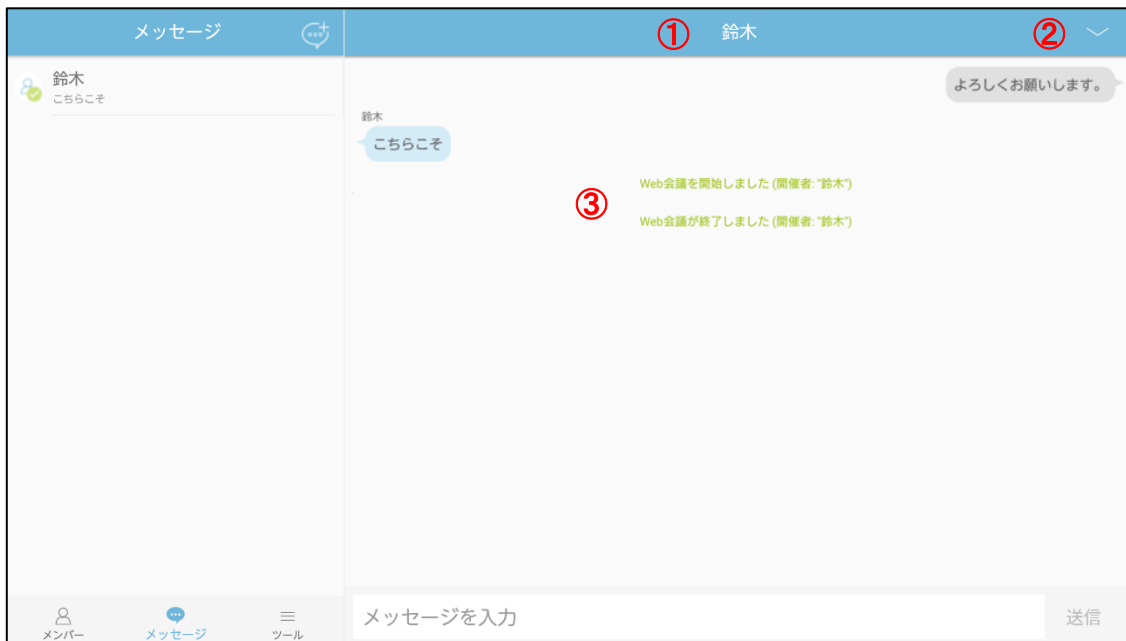 メッセージ
① 鈴木 ②
鈴木
こちらこそ
よろしくお願いします。
鈴木
こちらこそ
Web会議を開始しました (開催者: "鈴木")
③
Web会議が終了しました (開催者: "鈴木")
メッセージを入力
送信
メンバー メッセージ ツール